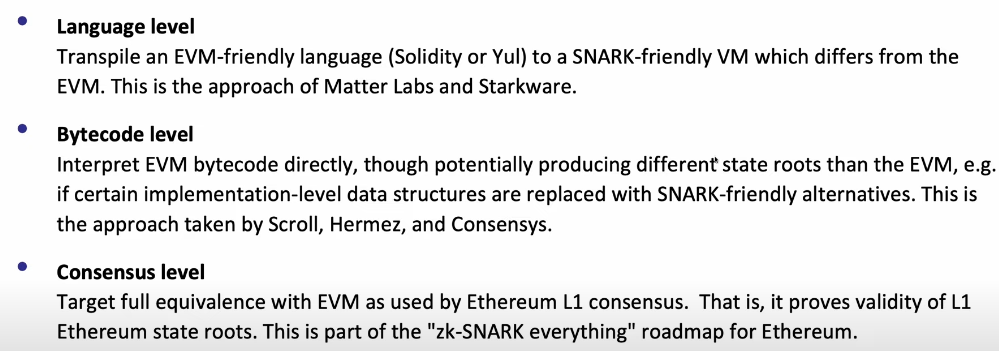 • Language level
Transpile an EVM-friendly language (Solidity or Yul) to a SNARK-friendly VM which differs from the
EVM. This is the approach of Matter Labs and Starkware.
• Bytecode level
Interpret EVM bytecode directly, though potentially producing different state roots than the EVM, e.g.
if certain implementation-level data structures are replaced with SNARK-friendly alternatives. This is
the approach taken by Scroll, Hermez, and Consensys.
• Consensus level
Target full equivalence with EVM as used by Ethereum L1 consensus. That is, it proves validity of L1
Ethereum state roots. This is part of the "zk-SNARK everything" roadmap for Ethereum.